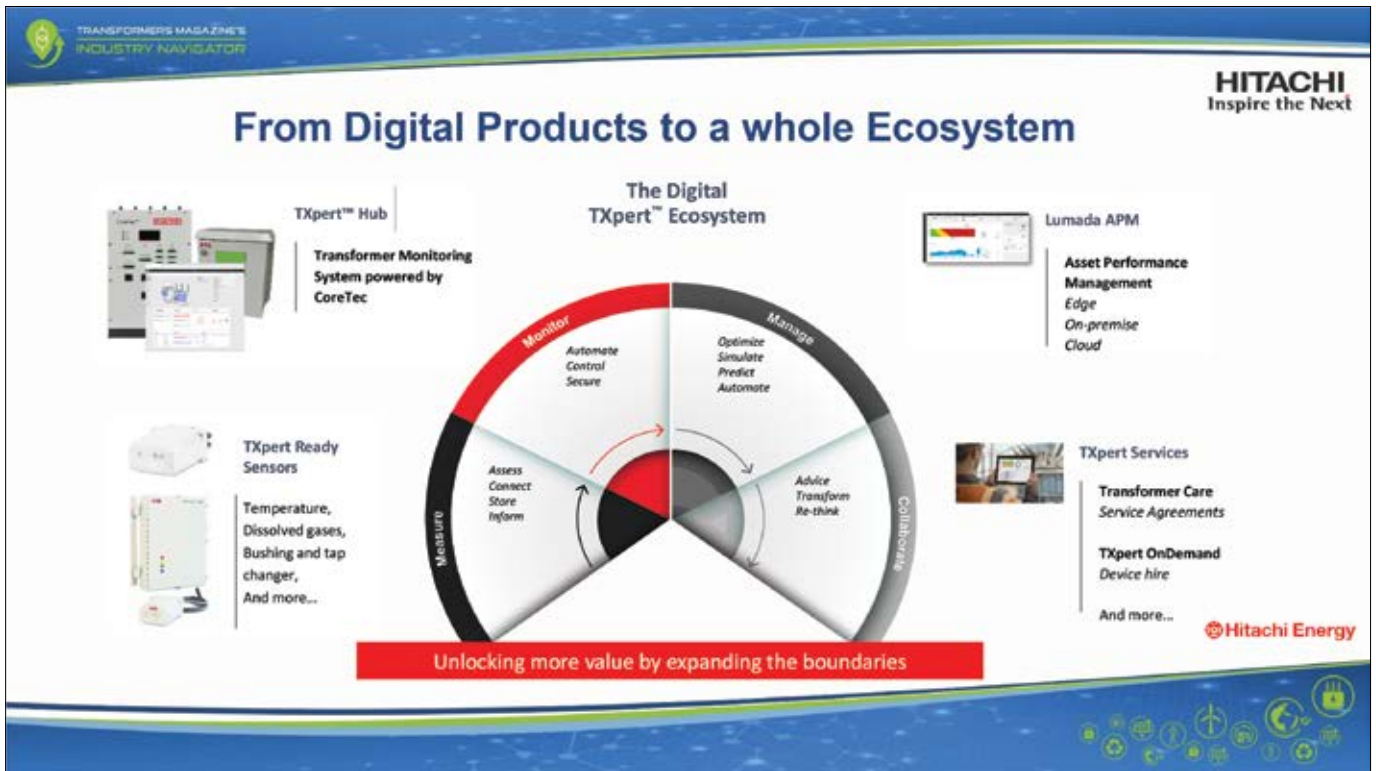 TRANSFORMERS MAGAZINE'S
INDUSTRY NAVIGATOR
HITACHI
Inspire the Next
From Digital Products to a whole Ecosystem
The Digital
TXpert™ Ecosystem
TXpert™ Hub
Transformer Monitoring
System powered by
CoreTec
Lumada APM
Asset Performance
Management
Edge
On-premise
Cloud
Monitor
Automate
Control
Secure
Manage
Optimize
Simulate
Predict
Automate
TXpert Ready
Sensors
Temperature,
Dissolved gases,
Bushing and tap
changer,
And more...
Measure
Assess
Connect
Store
Inform
Collaborate
Advice
Transform
Re-think
TXpert Services
Transformer Care
Service Agreements
TXpert OnDemand
Device hire
And more...
Hitachi Energy
Unlocking more value by expanding the boundaries